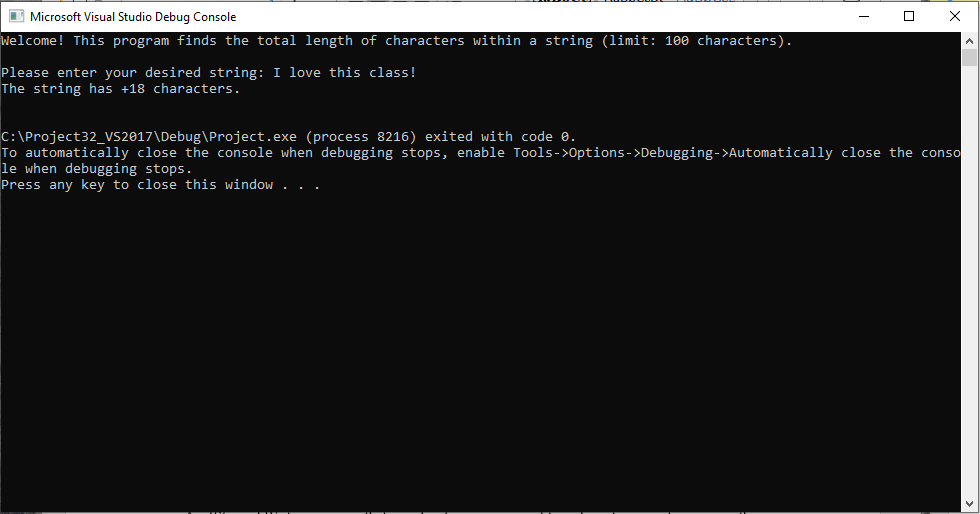 Microsoft Visual Studio Debug Console
Welcome! This program finds the total length of characters within a string (limit: 100 characters).
Please enter your desired string: I love this class!
The string has +18 characters.
C:\Project32_VS2017\Debug\Project.exe (process 8216) exited with code 0.
To automatically close the console when debugging stops, enable Tools->Options->Debugging->Automatically close the conso
le when debugging stops.
Press any key to close this window . . .